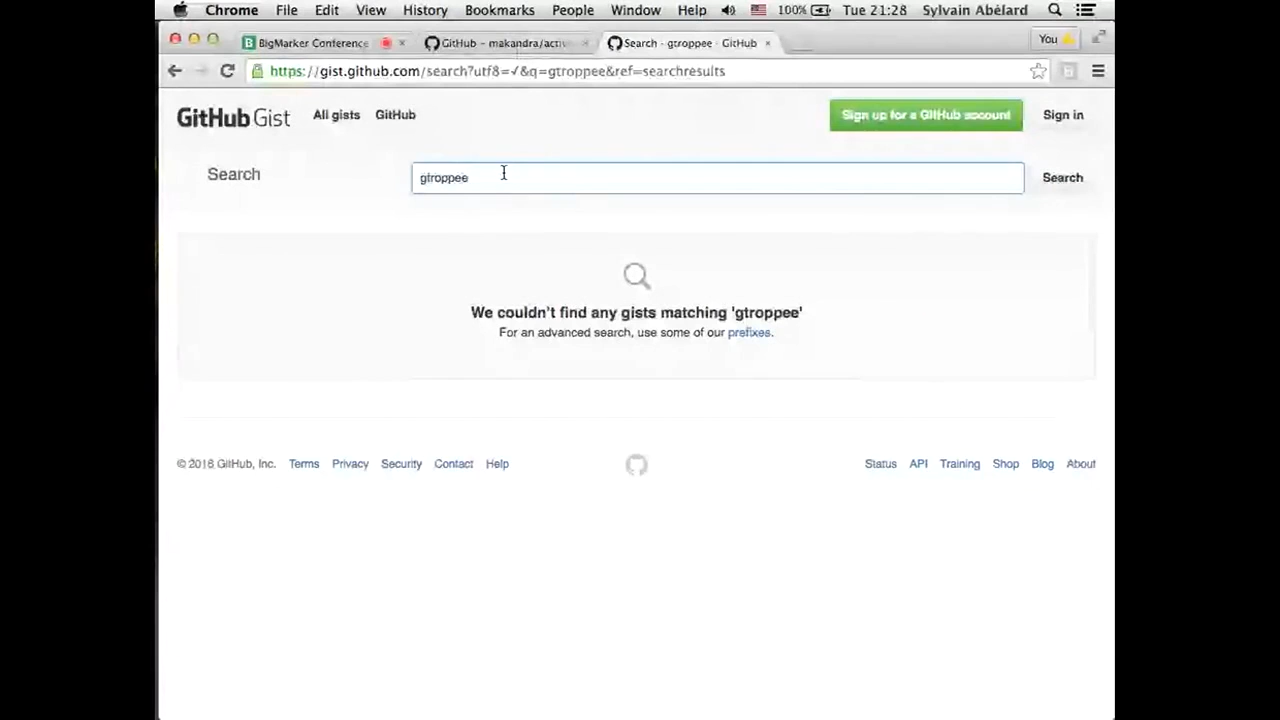 Chrome File Edit View History Bookmarks People Window Help 100% Tue 21:28 Sylvain Abélard
BigMarker Conference GitHub - makandra/activ Search · gtroppee · GitHub You
https://gist.github.com/search?utf8=✓&q=gtroppee&ref=searchresults
GitHub Gist All gists GitHub Sign up for a GitHub account Sign in
Search gtroppee Search
We couldn't find any gists matching 'gtroppee'
For an advanced search, use some of our prefixes.
© 2016 GitHub, Inc. Terms Privacy Security Contact Help Status API Training Shop Blog About